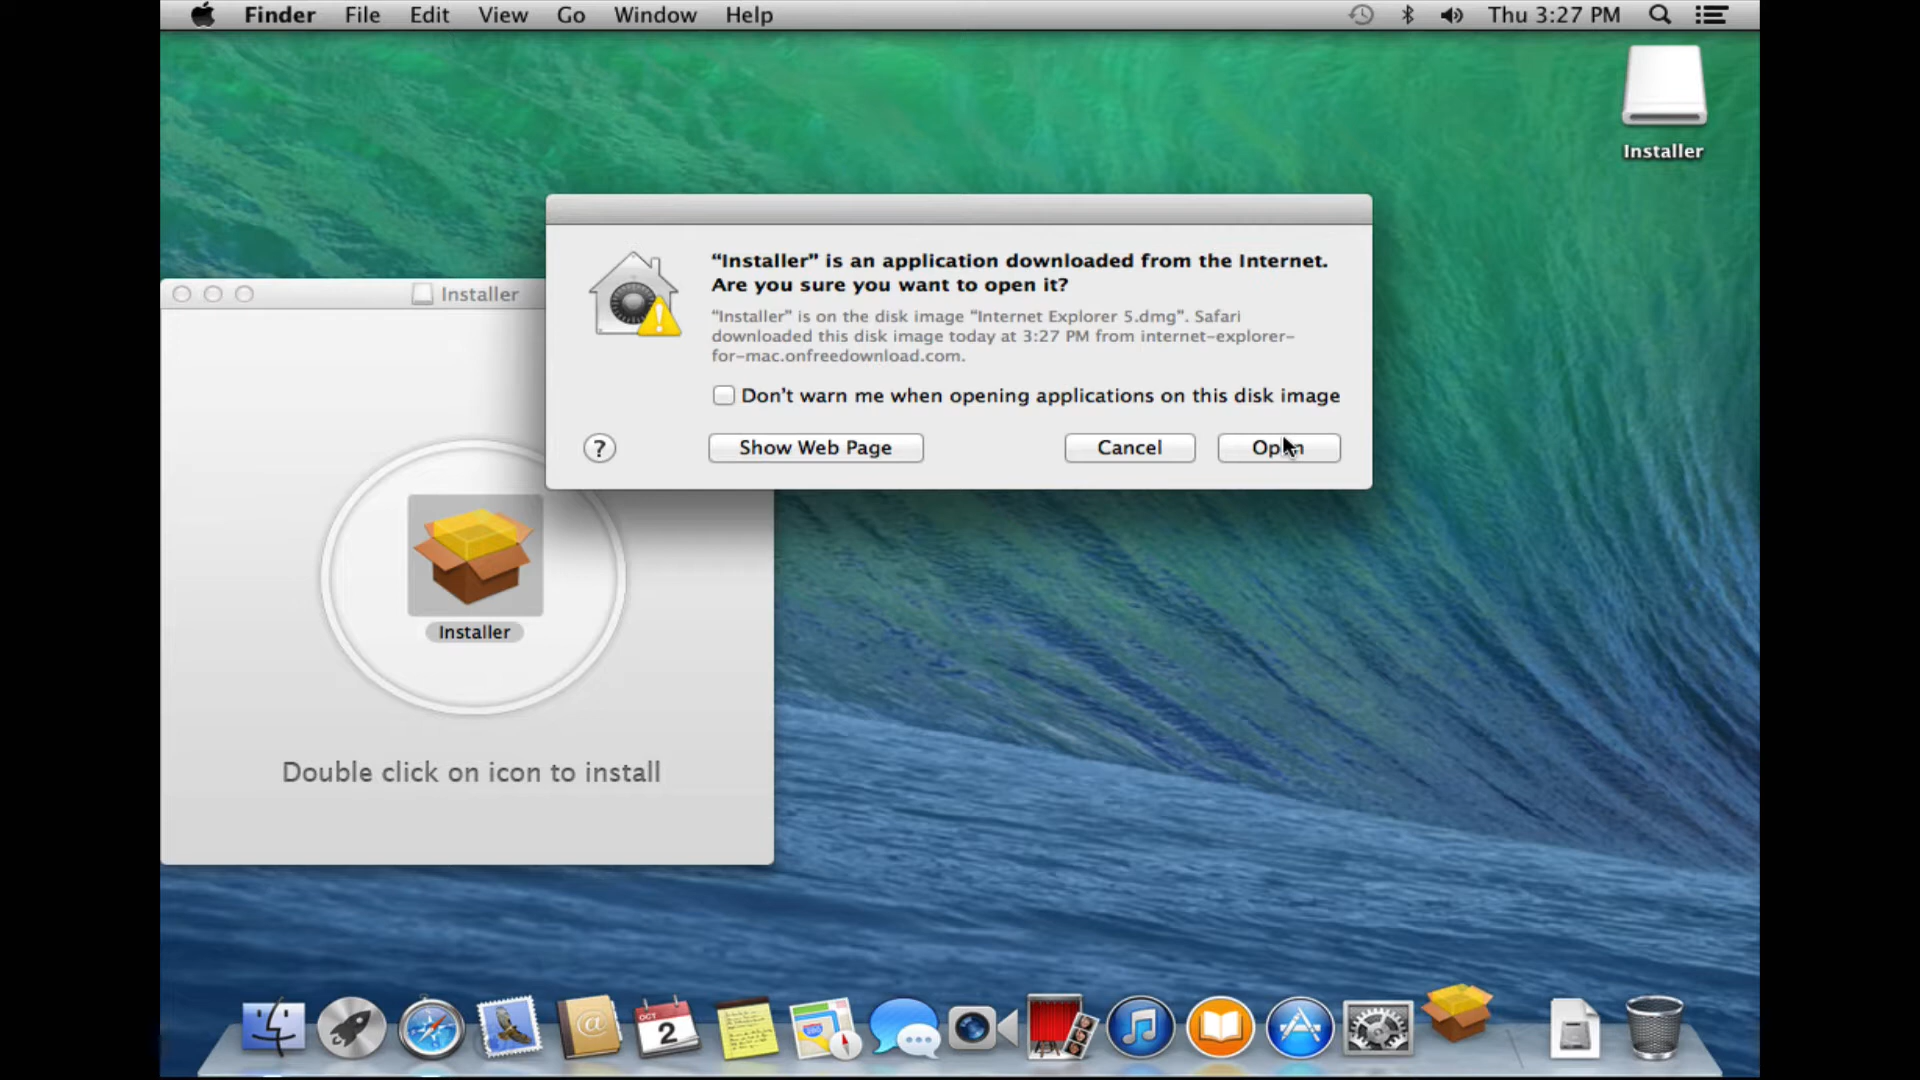 Finder File Edit View Go Window Help Thu 3:27 PM
Installer
“Installer” is an application downloaded from the Internet.
Are you sure you want to open it?
“Installer” is on the disk image “Internet Explorer 5.dmg”. Safari
downloaded this disk image today at 3:27 PM from internet-explorer-
for-mac.onfreedownload.com.
Don’t warn me when opening applications on this disk image
? Show Web Page Cancel Open
Installer
Installer
Double click on icon to install
OCT
2